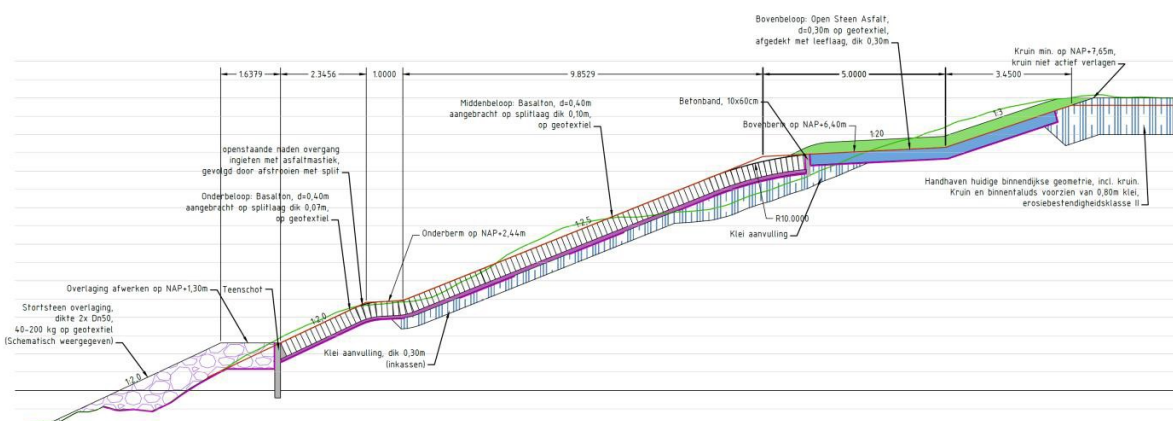 Bovenbeloop: Open Steen Asfalt,
d=0,30m op geotextiel,
afgedekt met leeflaag, dik 0,30m
Kruin min. op NAP+7,65m,
kruin niet actief verlagen
1.6379
2.3456
1.0000
9.8529
5.0000
3.4500
Middenbeloop: Basalton, d=0,40m
aangebracht op splitlaag dik 0,10m,
op geotextiel
Betonband, 10x60cm
Bovenberm op NAP+6,40m
1:20
1:3
openstaande naden overgang
ingieten met asfaltmastiek,
gevolgd door afstrooien met split
Onderbeloop: Basalton, d=0,40m
aangebracht op splitlaag dik 0,07m,
op geotextiel
Handhaven huidige binnendijkse geometrie, incl. kruin.
Kruin en binnentaluds voorzien van 0,80m klei,
erosiebestendigheidsklasse II
1:2.5
R10.0000
Klei aanvulling
Onderberm op NAP+2,44m
Overlaging afwerken op NAP+1,30m
Teenschot
1:2.0
Stortsteen overlaging,
dikte 2x Dn50,
40-200 kg op geotextiel
(Schematisch weergegeven)
Klei aanvulling, dik 0,30m
(inkassen)
1:2.0